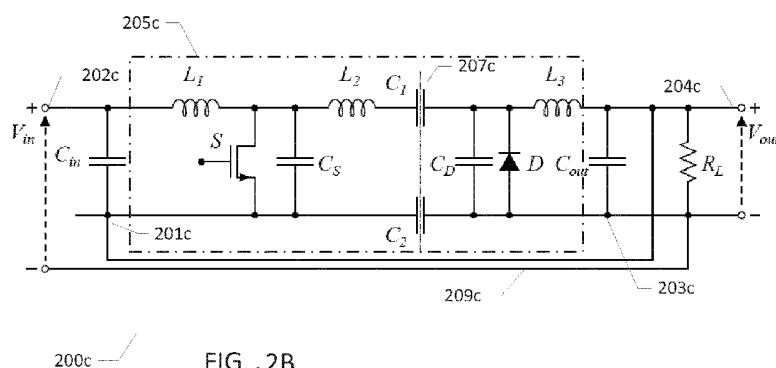 205c
202c
L1
L2
C1
207c
L3
204c
+
+
Vin
Cin
S
CS
CD
D
Cout
RL
Vout
201c
C2
−
−
209c
203c
200c
FIG .2B